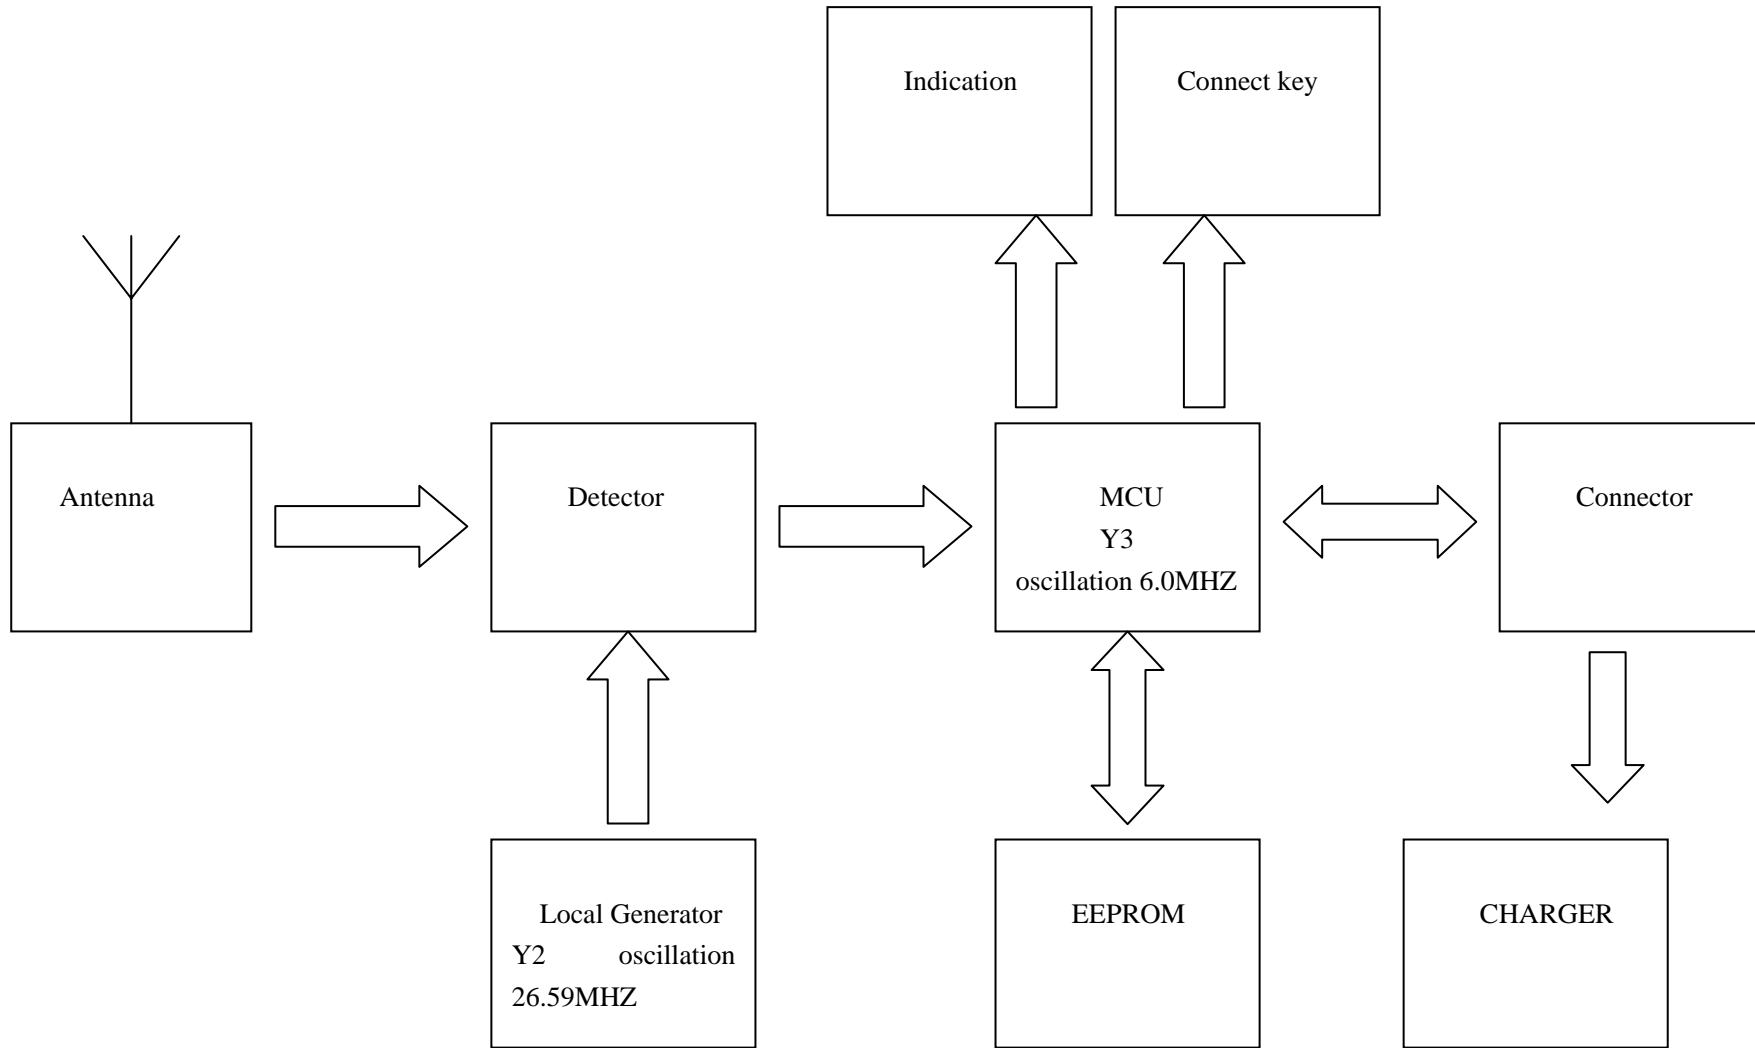 Indication
Connect key
Antenna
Detector
MCU
Y3
oscillation 6.0MHZ
Connector
Local Generator
Y2 oscillation
26.59MHZ
EEPROM
CHARGER